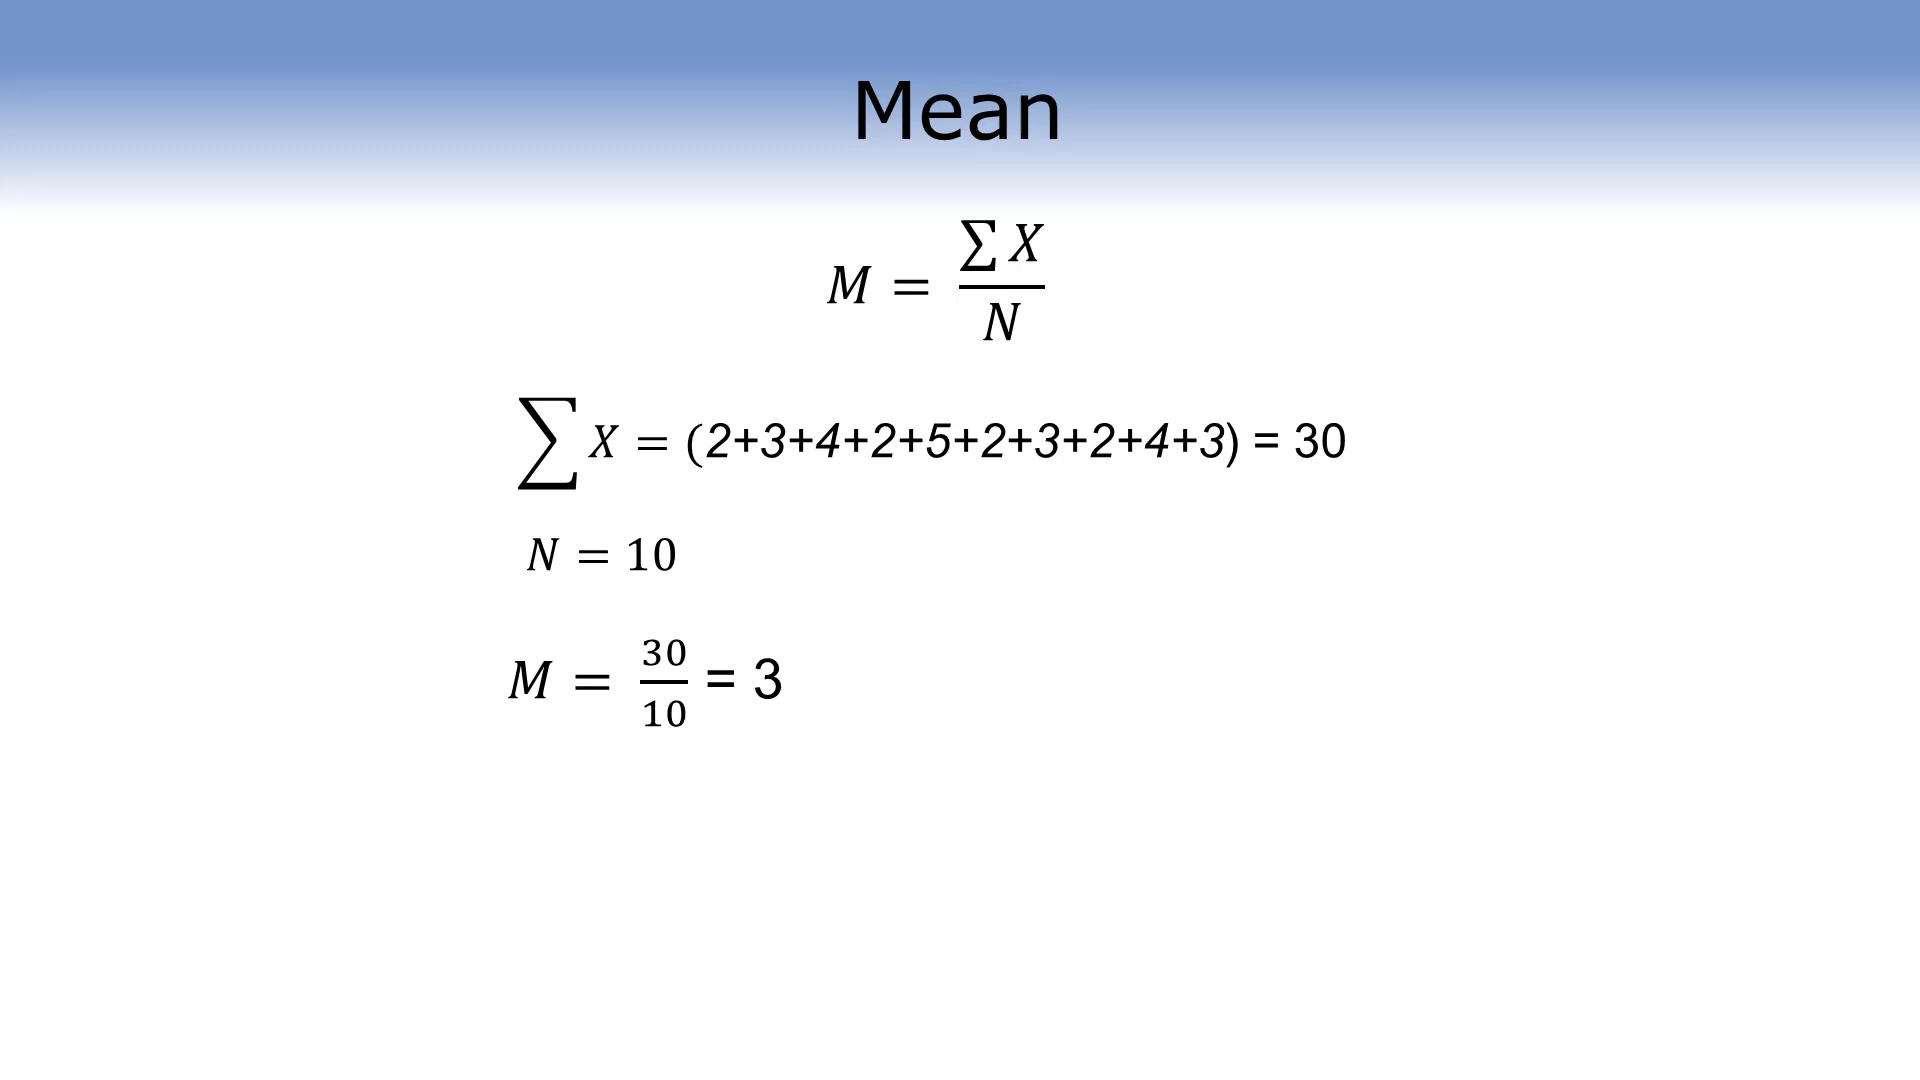 Mean
M = ∑ X / N
∑ X = (2+3+4+2+5+2+3+2+4+3) = 30
N = 10
M = 30/10 = 3